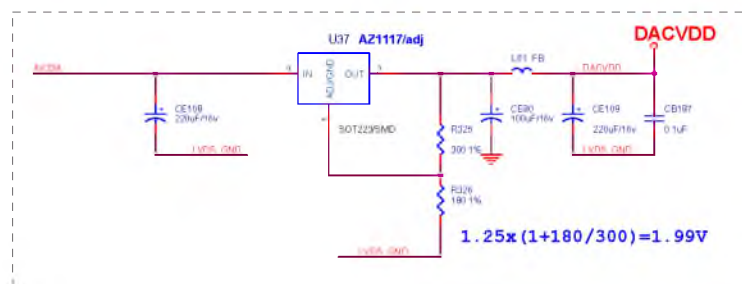 DACVDD
U37 AZ1117/adj
L61 FB
IN
OUT
ADJ/GND
DACVDD
220uF/16v
SOT223/SMD
R325
300 1%
CE90
100uF/16v
CE109
220uF/16v
CB187
0.1uF
LVDS_GND
LVDS_GND
R326
180 1%
1.25x(1+180/300)=1.99V
LVDS_GND